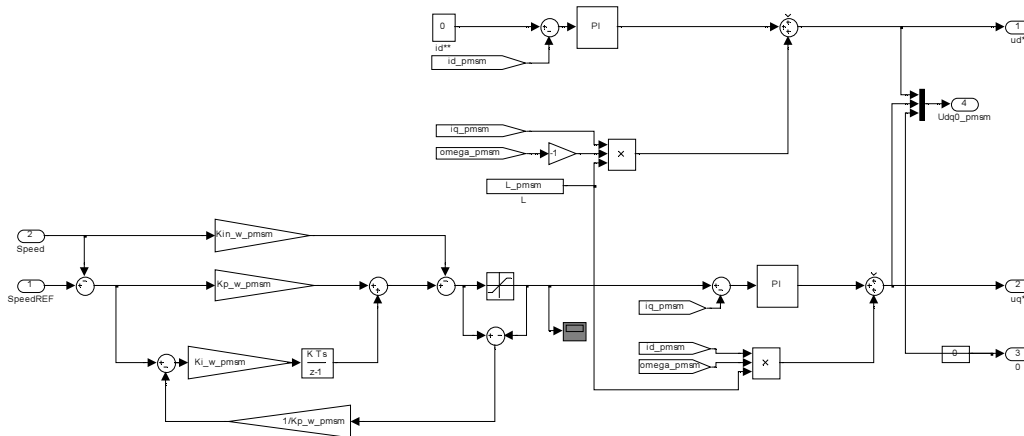 0
id**
PI
1
ud*
id_pmsm
4
Udq0_pmsm
iq_pmsm
omega_pmsm
-1
×
L_pmsm
L
2
Speed
Kin_w_pmsm
1
SpeedREF
Kp_w_pmsm
PI
2
uq*
iq_pmsm
Ki_w_pmsm
K Ts
z-1
id_pmsm
omega_pmsm
×
0
3
0
1/Kp_w_pmsm